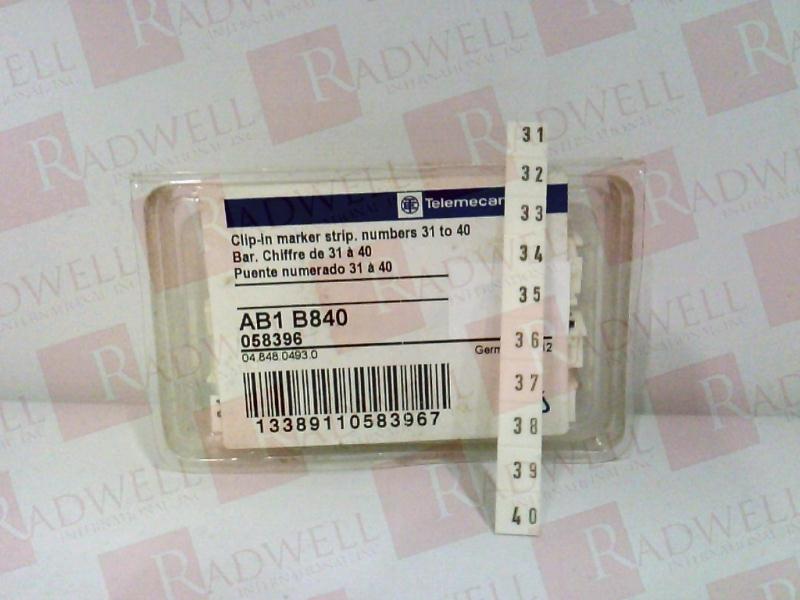 Telemecan
Clip-in marker strip. numbers 31 to 40
Bar. Chiffre de 31 à 40
Puente numerado 31 à 40
AB1 B840
058396
04.848.0493.0
Germ
13389110583967
31
32
33
34
35
36
37
38
39
40
RADWELL
INTERNATIONAL, INC.